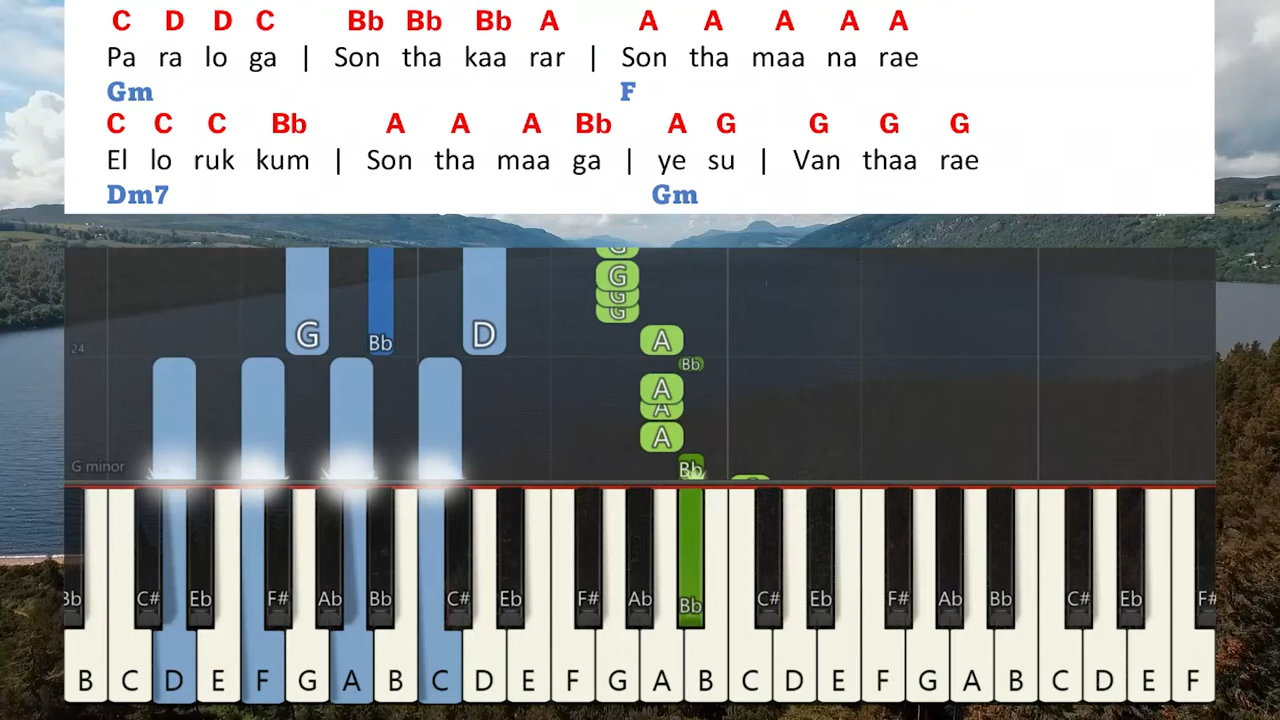 C D D C Bb Bb Bb A A A A A A
Pa ra lo ga | Son tha kaa rar | Son tha maa na rae
Gm F
C C C Bb A A A Bb A G G G G
El lo ruk kum | Son tha maa ga | ye su | Van thaa rae
Dm7 Gm
G
G
G
G
G Bb D A
24 Bb
A
A
A
G minor Bb
Bb C# Eb F# Ab Bb C# Eb F# Ab Bb C# Eb F# Ab Bb C# Eb F#
B C D E F G A B C D E F G A B C D E F G A B C D E F